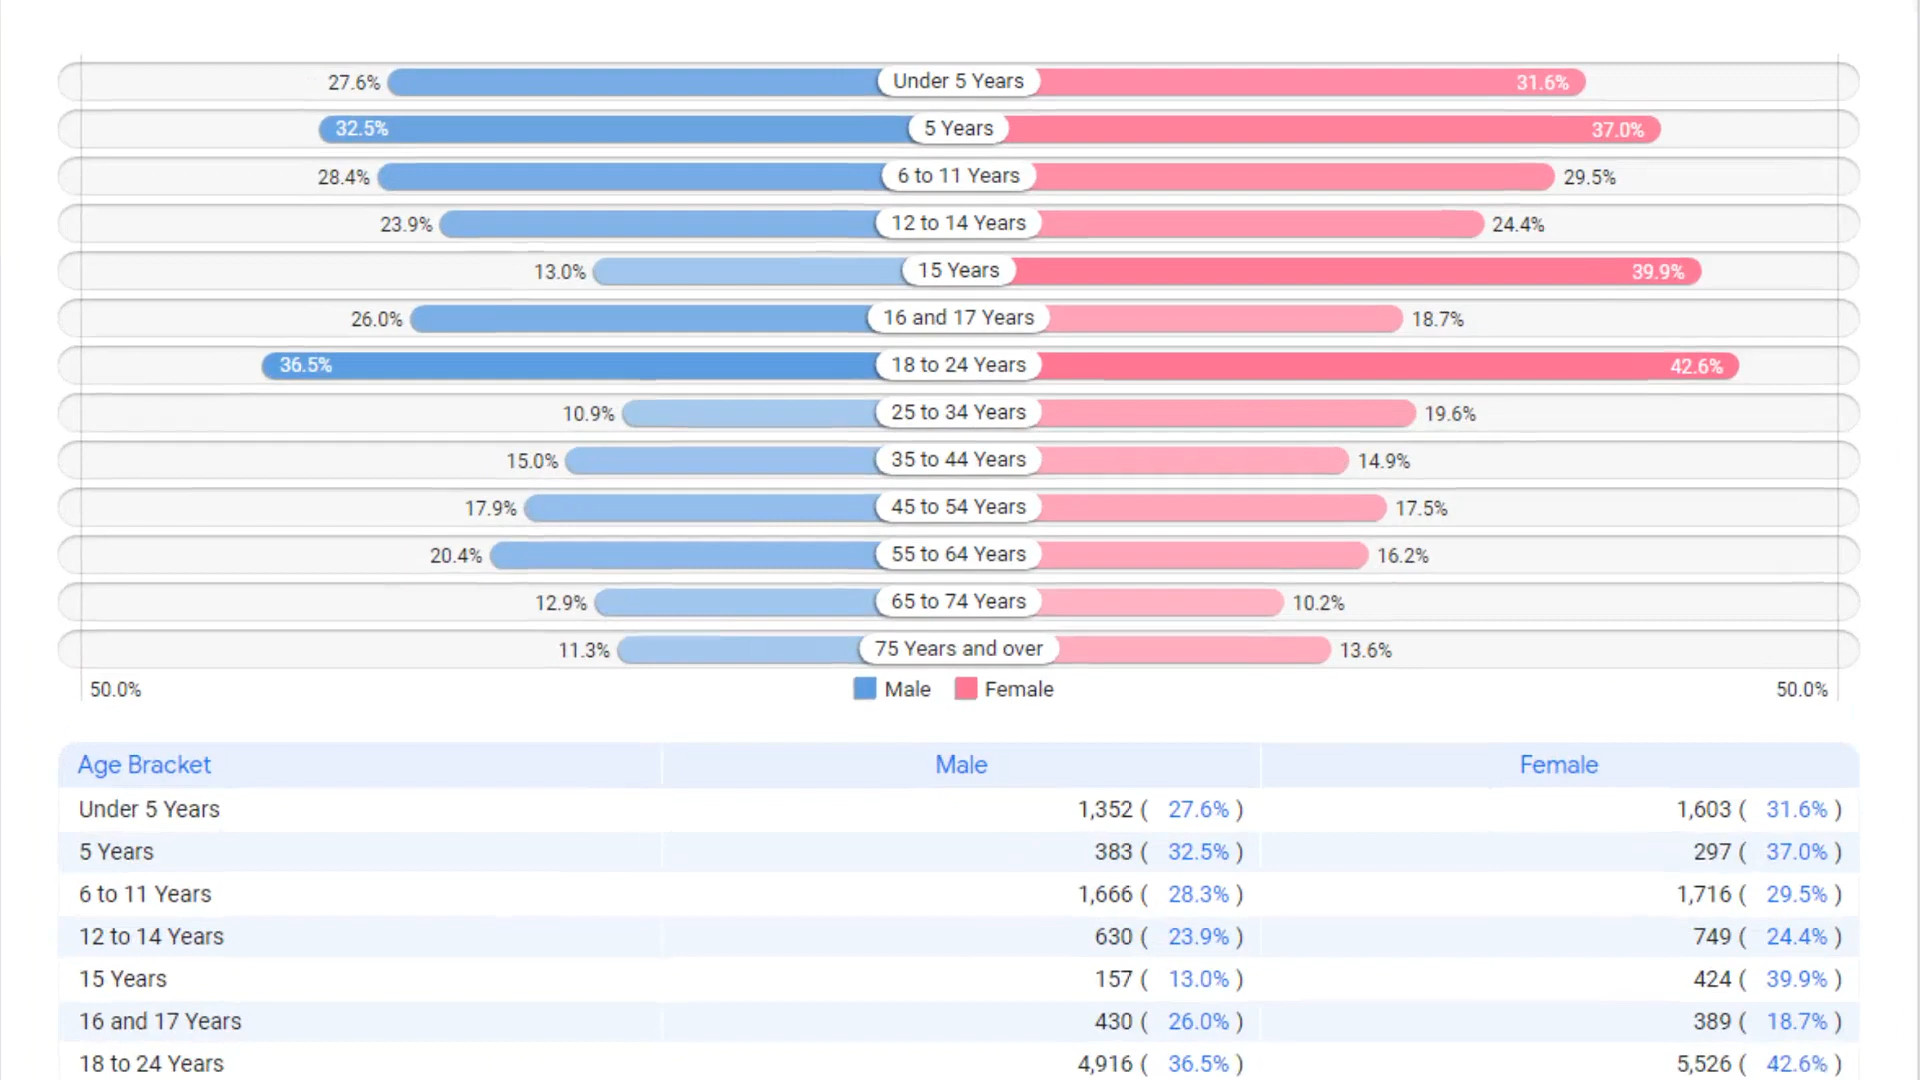 27.6% Under 5 Years 31.6%
32.5% 5 Years 37.0%
28.4% 6 to 11 Years 29.5%
23.9% 12 to 14 Years 24.4%
13.0% 15 Years 39.9%
26.0% 16 and 17 Years 18.7%
36.5% 18 to 24 Years 42.6%
10.9% 25 to 34 Years 19.6%
15.0% 35 to 44 Years 14.9%
17.9% 45 to 54 Years 17.5%
20.4% 55 to 64 Years 16.2%
12.9% 65 to 74 Years 10.2%
11.3% 75 Years and over 13.6%
50.0% Male Female 50.0%
Age Bracket Male Female
Under 5 Years 1,352 ( 27.6% ) 1,603 ( 31.6% )
5 Years 383 ( 32.5% ) 297 ( 37.0% )
6 to 11 Years 1,666 ( 28.3% ) 1,716 ( 29.5% )
12 to 14 Years 630 ( 23.9% ) 749 ( 24.4% )
15 Years 157 ( 13.0% ) 424 ( 39.9% )
16 and 17 Years 430 ( 26.0% ) 389 ( 18.7% )
18 to 24 Years 4,916 ( 36.5% ) 5,526 ( 42.6% )